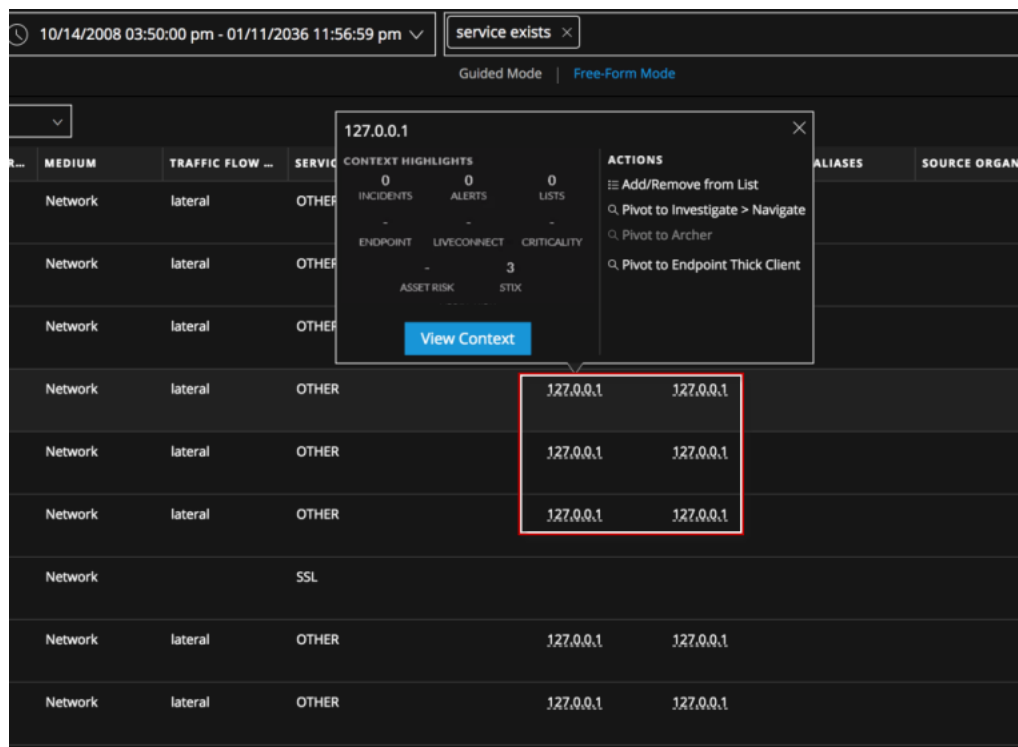 10/14/2008 03:50:00 pm - 01/11/2036 11:56:59 pm
service exists ×
Guided Mode | Free-Form Mode
127.0.0.1
CONTEXT HIGHLIGHTS
0 0 0
INCIDENTS ALERTS LISTS
- - -
ENDPOINT LIVECONNECT CRITICALITY
- 3
ASSET RISK STIX
View Context
ACTIONS
Add/Remove from List
Pivot to Investigate > Navigate
Pivot to Archer
Pivot to Endpoint Thick Client
R... MEDIUM TRAFFIC FLOW ... SERVIC ALIASES SOURCE ORGAN
Network lateral OTHER
Network lateral OTHER
Network lateral OTHER
Network lateral OTHER 127.0.0.1 127.0.0.1
Network lateral OTHER 127.0.0.1 127.0.0.1
Network lateral OTHER 127.0.0.1 127.0.0.1
Network SSL
Network lateral OTHER 127.0.0.1 127.0.0.1
Network lateral OTHER 127.0.0.1 127.0.0.1